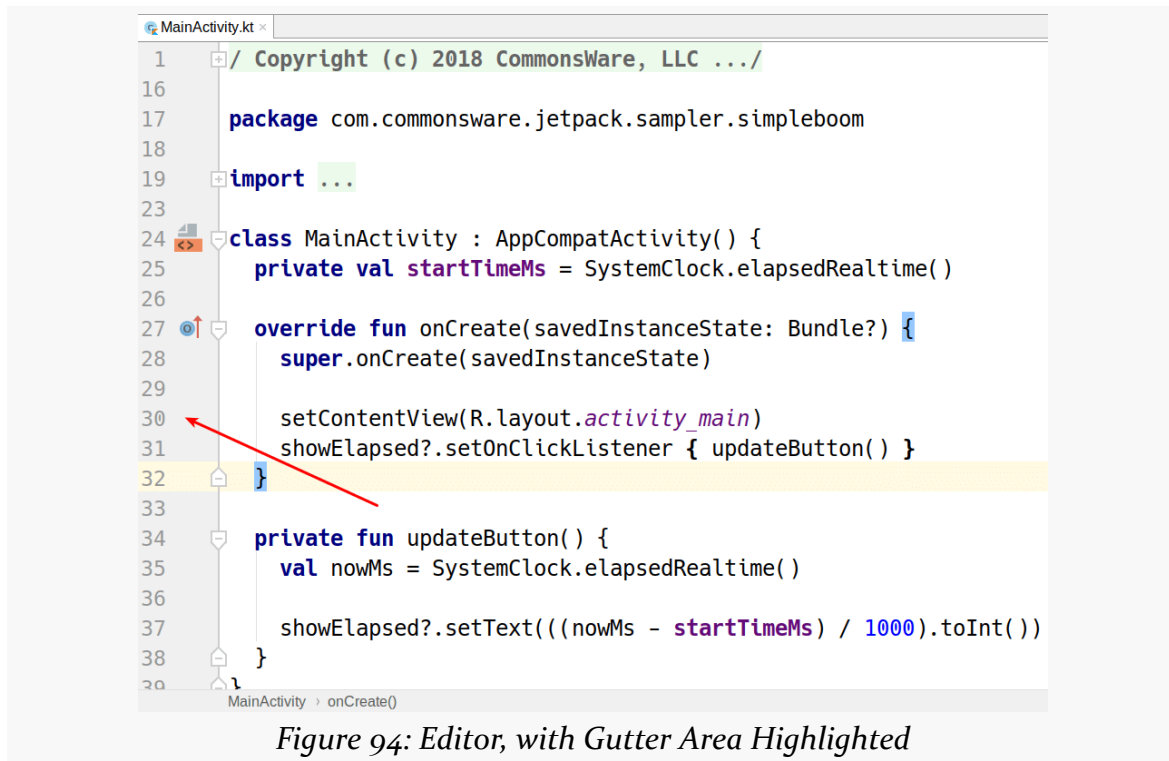 MainActivity.kt ×
1 / Copyright (c) 2018 CommonsWare, LLC .../
16
17 package com.commonsware.jetpack.sampler.simpleboom
18
19 import ...
23
24 class MainActivity : AppCompatActivity() {
25 private val startTimeMs = SystemClock.elapsedRealtime()
26
27 override fun onCreate(savedInstanceState: Bundle?) {
28 super.onCreate(savedInstanceState)
29
30 setContentView(R.layout.activity_main)
31 showElapsed?.setOnClickListener { updateButton() }
32 }
33
34 private fun updateButton() {
35 val nowMs = SystemClock.elapsedRealtime()
36
37 showElapsed?.setText(((nowMs - startTimeMs) / 1000).toInt())
38 }
39 }
MainActivity › onCreate()
Figure 94: Editor, with Gutter Area Highlighted